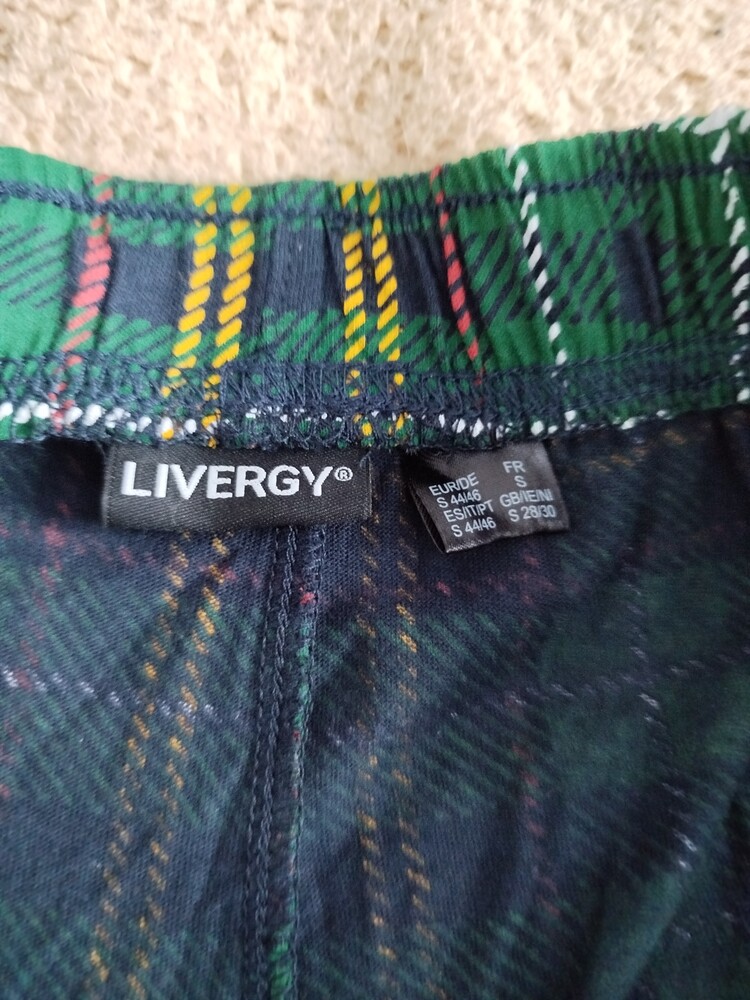 LIVERGY®
EUR/DE
S 44/46
ES/IT/PT
S 44/46
FR
S
GB/IE/NI
S 28/30